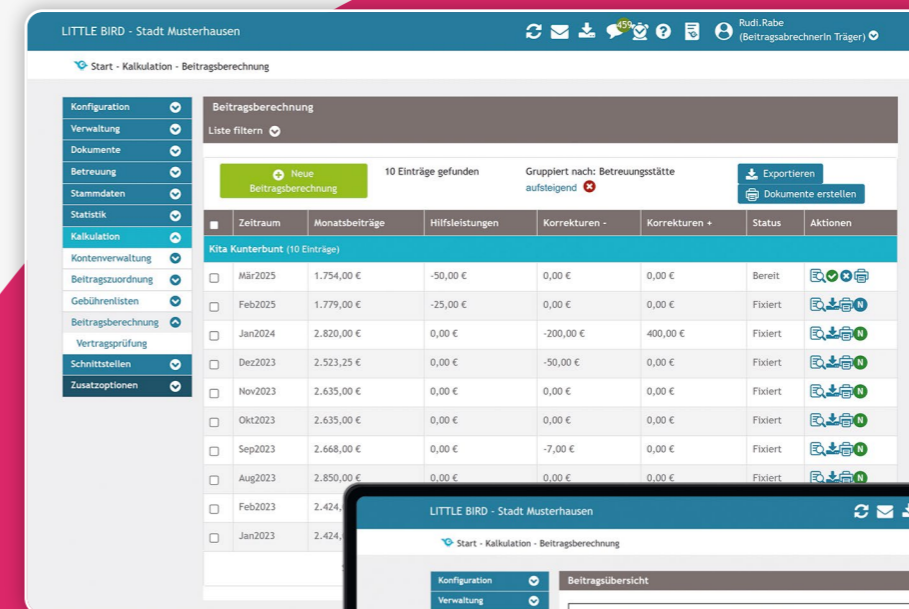 LITTLE BIRD - Stadt Musterhausen
459
Rudi.Rabe
(BeitragsabrechnerIn Träger)
Start - Kalkulation - Beitragsberechnung
Konfiguration
Verwaltung
Dokumente
Betreuung
Stammdaten
Statistik
Kalkulation
Kontenverwaltung
Beitragszuordnung
Gebührenlisten
Beitragsberechnung
Vertragsprüfung
Schnittstellen
Zusatzoptionen
Beitragsberechnung
Liste filtern
Neue
Beitragsberechnung
10 Einträge gefunden
Gruppiert nach: Betreuungsstätte
aufsteigend
Exportieren
Dokumente erstellen
Zeitraum Monatsbeiträge Hilfsleistungen Korrekturen - Korrekturen + Status Aktionen
Kita Kunterbunt (10 Einträge)
Mär2025 1.754,00 € -50,00 € 0,00 € 0,00 € Bereit
Feb2025 1.779,00 € -25,00 € 0,00 € 0,00 € Fixiert N
Jan2024 2.820,00 € 0,00 € -200,00 € 400,00 € Fixiert N
Dez2023 2.523,25 € 0,00 € -50,00 € 0,00 € Fixiert N
Nov2023 2.635,00 € 0,00 € 0,00 € 0,00 € Fixiert N
Okt2023 2.635,00 € 0,00 € 0,00 € 0,00 € Fixiert N
Sep2023 2.668,00 € 0,00 € -7,00 € 0,00 € Fixiert N
Aug2023 2.850,00 € 0,00 € 0,00 € 0,00 € Fixiert N
Feb2023 2.424,
Jan2023 2.424,
LITTLE BIRD - Stadt Musterhausen
Start - Kalkulation - Beitragsberechnung
Konfiguration
Verwaltung
Beitragsübersicht